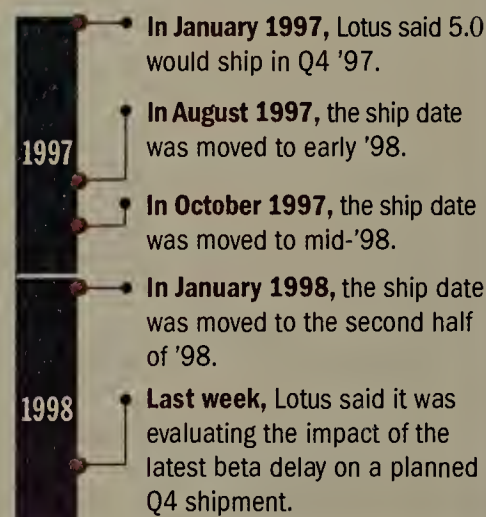 In January 1997, Lotus said 5.0
would ship in Q4 '97.
In August 1997, the ship date
was moved to early '98.
1997
In October 1997, the ship date
was moved to mid-'98.
In January 1998, the ship date
was moved to the second half
of '98.
1998
Last week, Lotus said it was
evaluating the impact of the
latest beta delay on a planned
Q4 shipment.